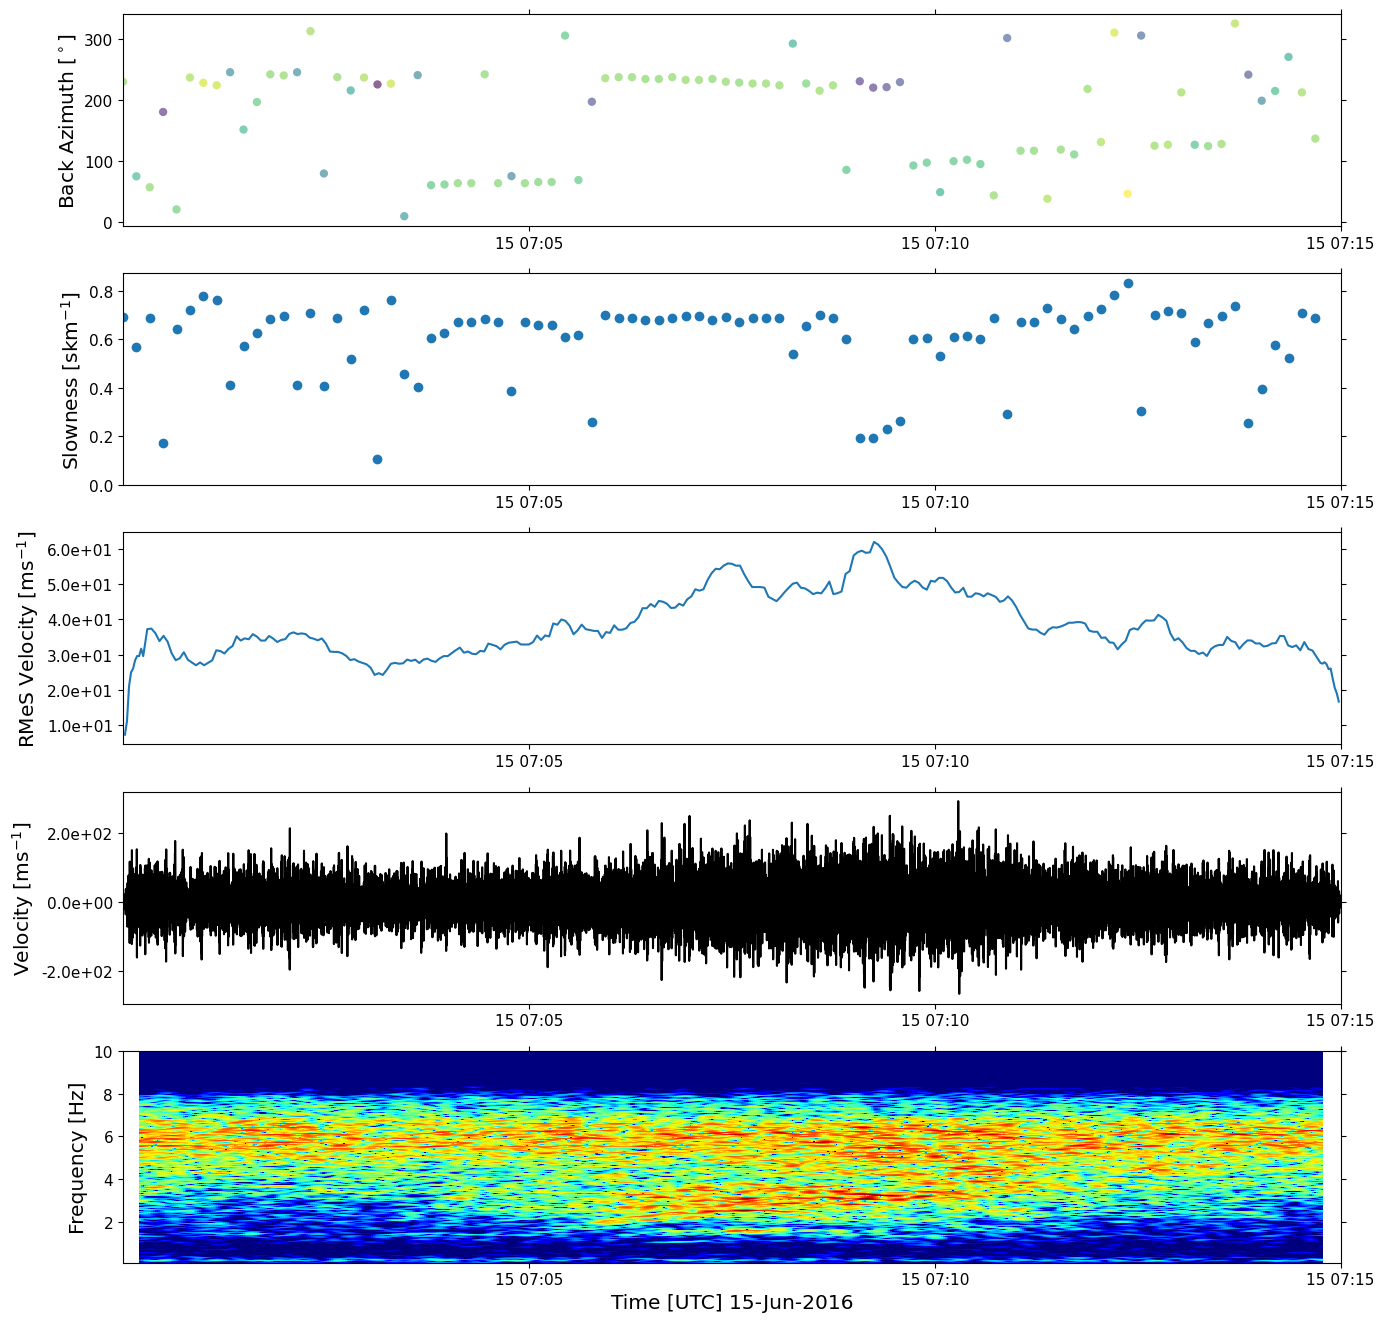 Back Azimuth [°]
300
200
100
0
15 07:05 15 07:10 15 07:15
Slowness [skm⁻¹]
0.8
0.6
0.4
0.2
0.0
15 07:05 15 07:10 15 07:15
RMeS Velocity [ms⁻¹]
6.0e+01
5.0e+01
4.0e+01
3.0e+01
2.0e+01
1.0e+01
15 07:05 15 07:10 15 07:15
Velocity [ms⁻¹]
2.0e+02
0.0e+00
-2.0e+02
15 07:05 15 07:10 15 07:15
Frequency [Hz]
10
8
6
4
2
15 07:05 15 07:10 15 07:15
Time [UTC] 15-Jun-2016